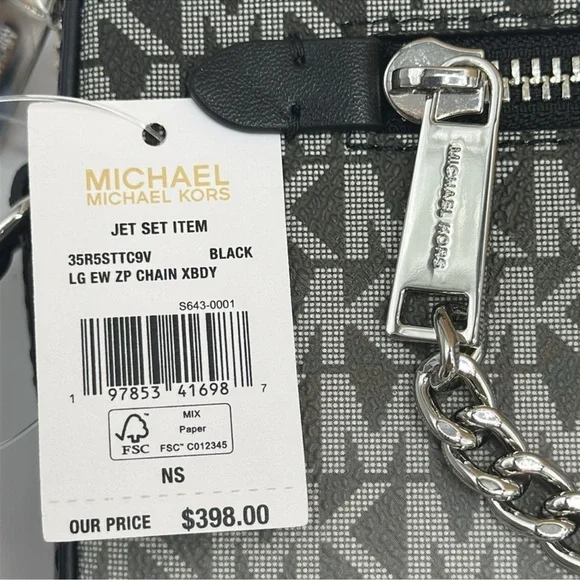 MICHAEL
MICHAEL KORS
JET SET ITEM
35R5STTC9V BLACK
LG EW ZP CHAIN XBDY
S643-0001
1 97853 41698 7
FSC
MIX
Paper
FSC™ C012345
NS
OUR PRICE $398.00
MICHAEL KORS